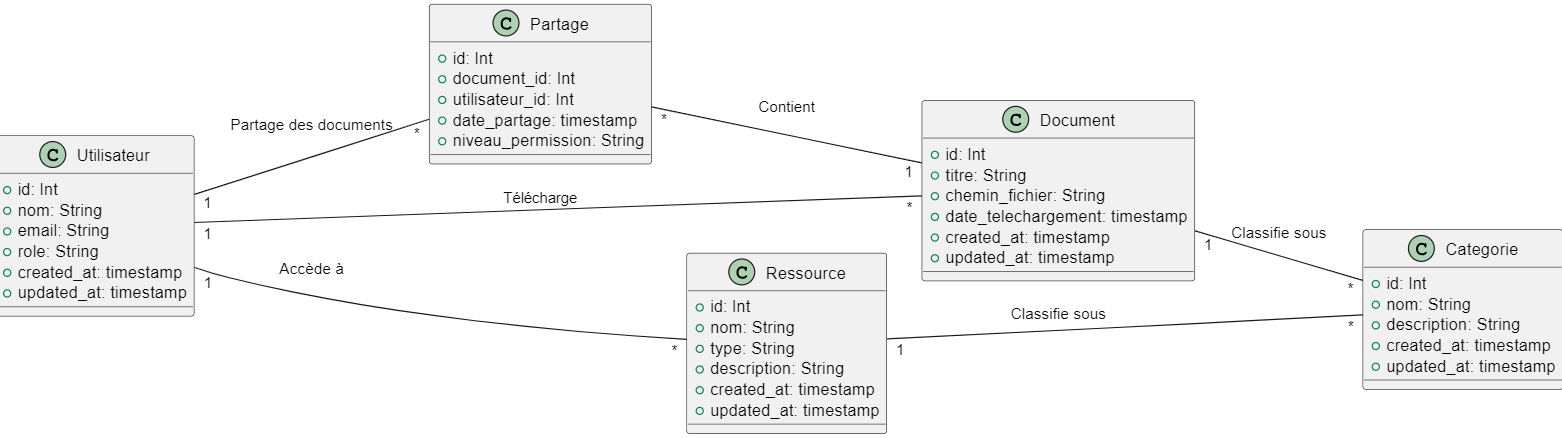 C Partage
id: Int
document_id: Int
utilisateur_id: Int
date_partage: timestamp
niveau_permission: String
Partage des documents
*
1
Contient
*
1
C Utilisateur
id: Int
nom: String
email: String
role: String
created_at: timestamp
updated_at: timestamp
Télécharge
1
*
Accède à
1
*
C Document
id: Int
titre: String
chemin_fichier: String
date_telechargement: timestamp
created_at: timestamp
updated_at: timestamp
Classifie sous
1
*
C Ressource
id: Int
nom: String
type: String
description: String
created_at: timestamp
updated_at: timestamp
Classifie sous
1
*
C Categorie
id: Int
nom: String
description: String
created_at: timestamp
updated_at: timestamp